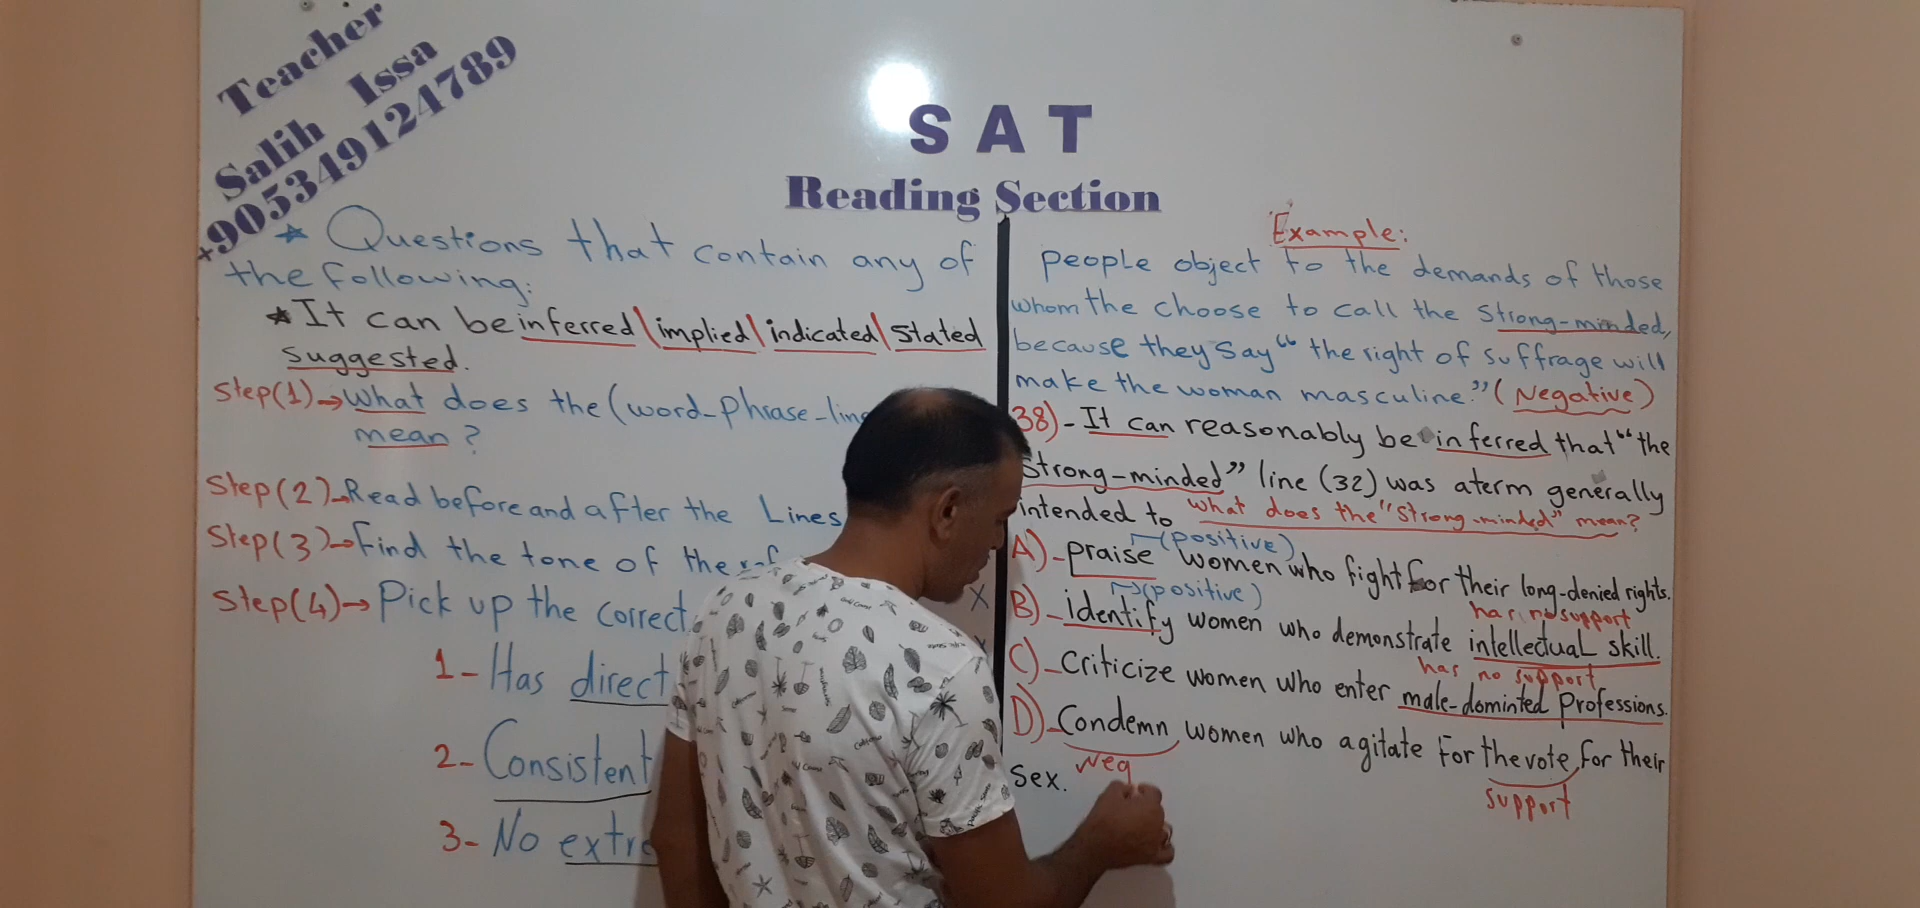 Teacher
Salih Issa
+905349124789
S A T
Reading Section
* Questions that contain any of
the following:
* It can be inferred\implied\indicated\stated
suggested.
Step(1)→What does the (word-phrase-line
mean?
Step(2)→Read before and after the Lines
Step(3)→Find the tone of the
Step(4)→Pick up the correct
1- Has direct
2- Consistent
3- No extre
Example:
people object to the demands of those
whom the choose to call the strong-minded,
because they say “the right of suffrage will
make the woman masculine.” (Negative)
38)- It can reasonably be inferred that “the
strong-minded” line (32) was a term generally
intended to what does the "strong-minded" mean?
(positive)
A)- praise women who fight for their long-denied rights.
→(positive) has no support
X B)- identify women who demonstrate intellectual skill.
has no support
X C)- Criticize women who enter male-dominted professions.
D)- Condemn women who agitate for the vote for their
sex. Neg
support